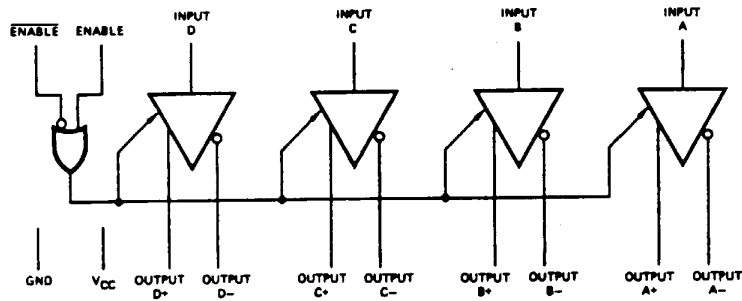 ENABLE ENABLE
INPUT
D
INPUT
C
INPUT
B
INPUT
A
GND
VCC
OUTPUT
D+
OUTPUT
D−
OUTPUT
C+
OUTPUT
C−
OUTPUT
B+
OUTPUT
B−
OUTPUT
A+
OUTPUT
A−